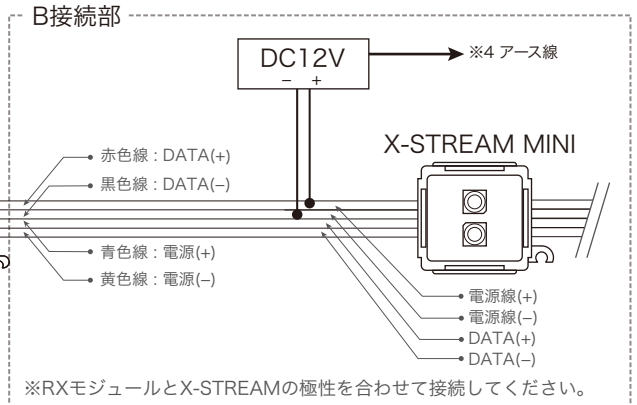 B接続部
DC12V
− +
※4 アース線
X-STREAM MINI
赤色線 : DATA(+)
黒色線 : DATA(−)
青色線 : 電源(+)
黄色線 : 電源(−)
電源線(+)
電源線(−)
DATA(+)
DATA(−)
※RXモジュールとX-STREAMの極性を合わせて接続してください。